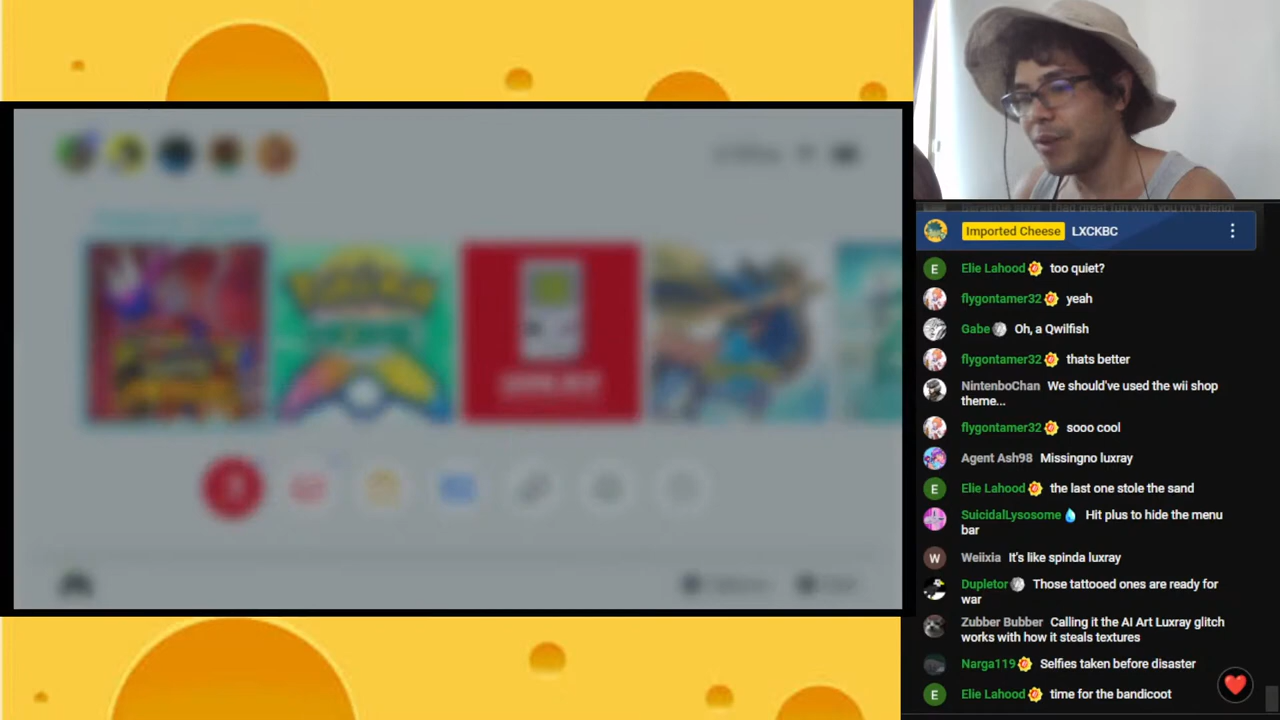 Imported Cheese LXCKBC
Elie Lahood too quiet?
flygontamer32 yeah
Gabe Oh, a Qwilfish
flygontamer32 thats better
NintenboChan We should've used the wii shop
theme...
flygontamer32 sooo cool
Agent Ash98 Missingno luxray
Elie Lahood the last one stole the sand
SuicidalLysosome Hit plus to hide the menu
bar
Weiixia It's like spinda luxray
Dupletor Those tattooed ones are ready for
war
Zubber Bubber Calling it the AI Art Luxray glitch
works with how it steals textures
Narga119 Selfies taken before disaster
Elie Lahood time for the bandicoot